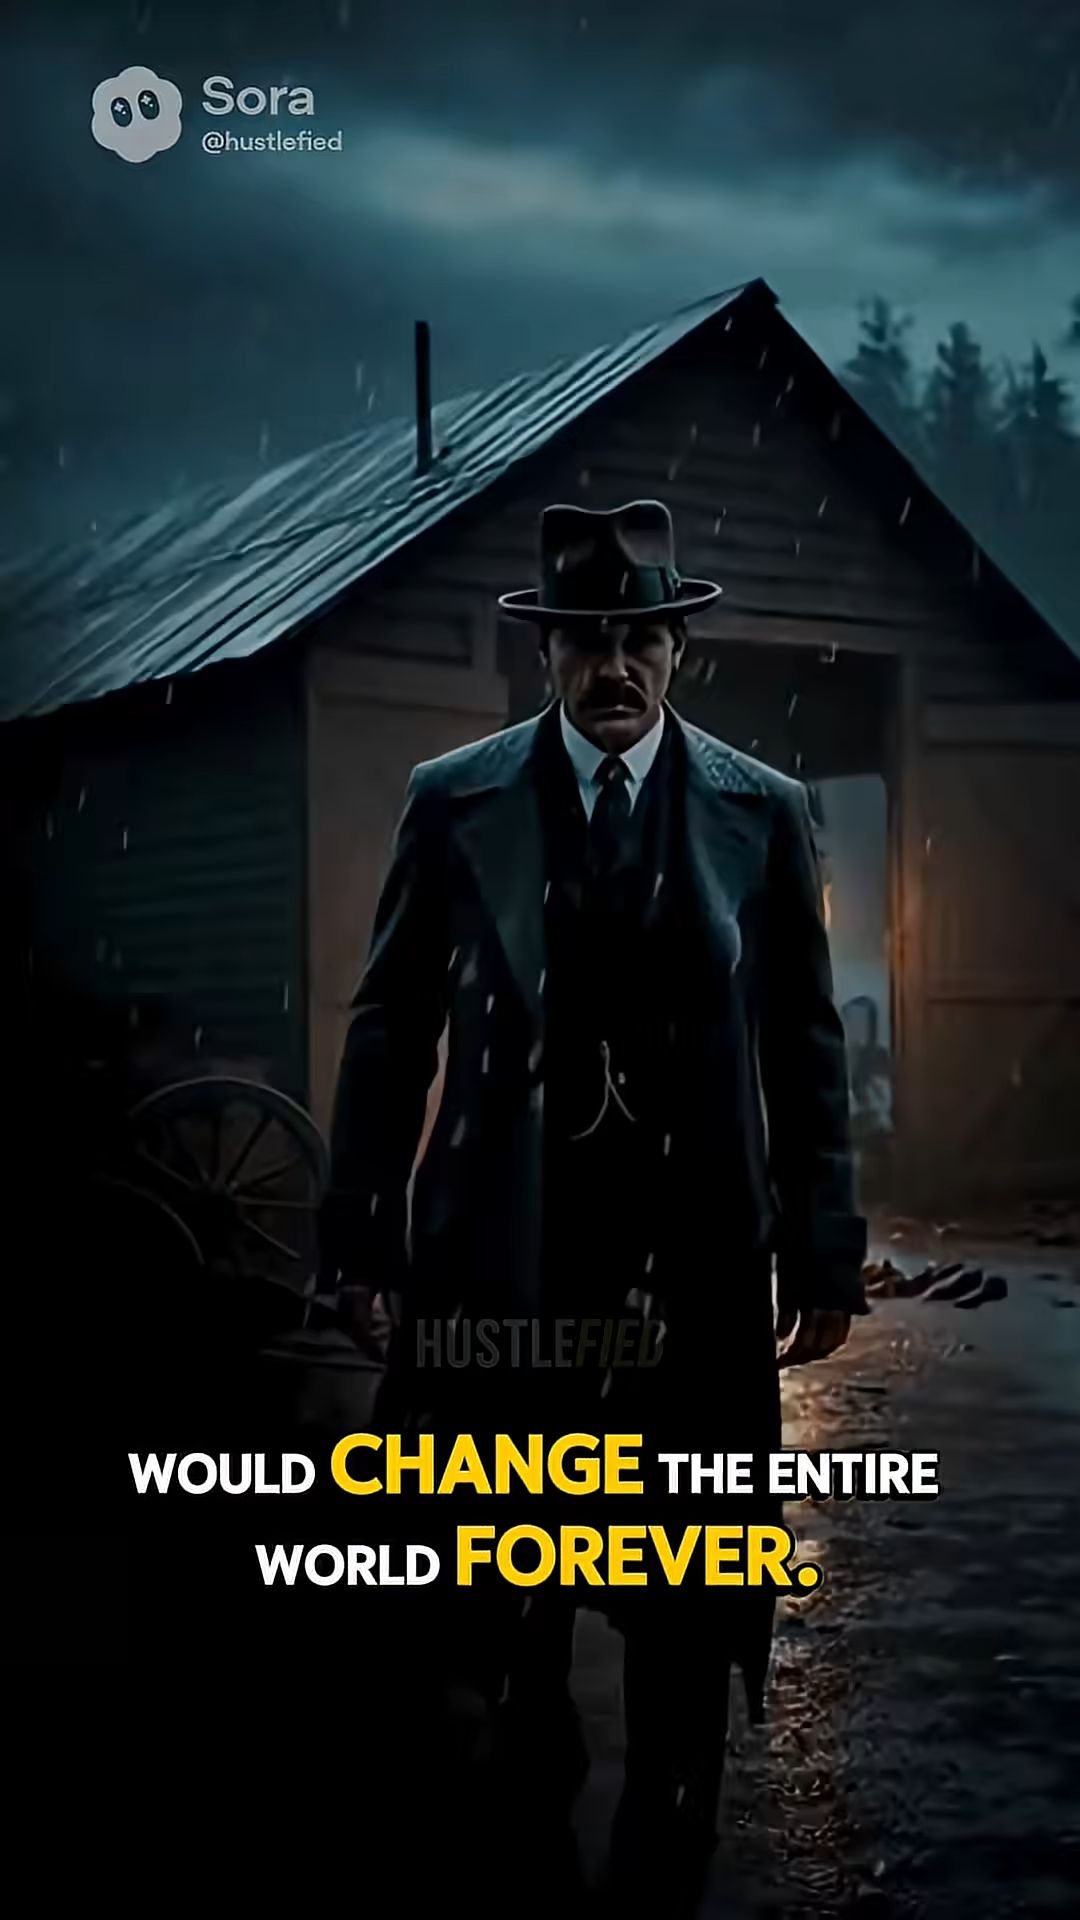 Sora
@hustlefied
HUSTLEFIED
WOULD CHANGE THE ENTIRE
WORLD FOREVER.